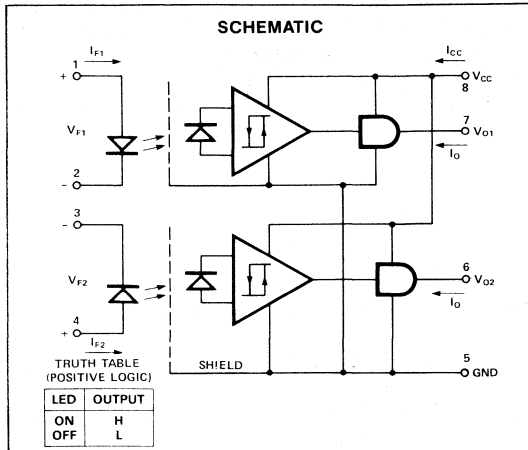 SCHEMATIC
IF1
ICC
1
+
VCC
8
7
VO1
IO
VF1
2
-
3
-
VF2
6
VO2
IO
4
+
IF2
5
GND
SHIELD
TRUTH TABLE
(POSITIVE LOGIC)
LED OUTPUT
ON H
OFF L